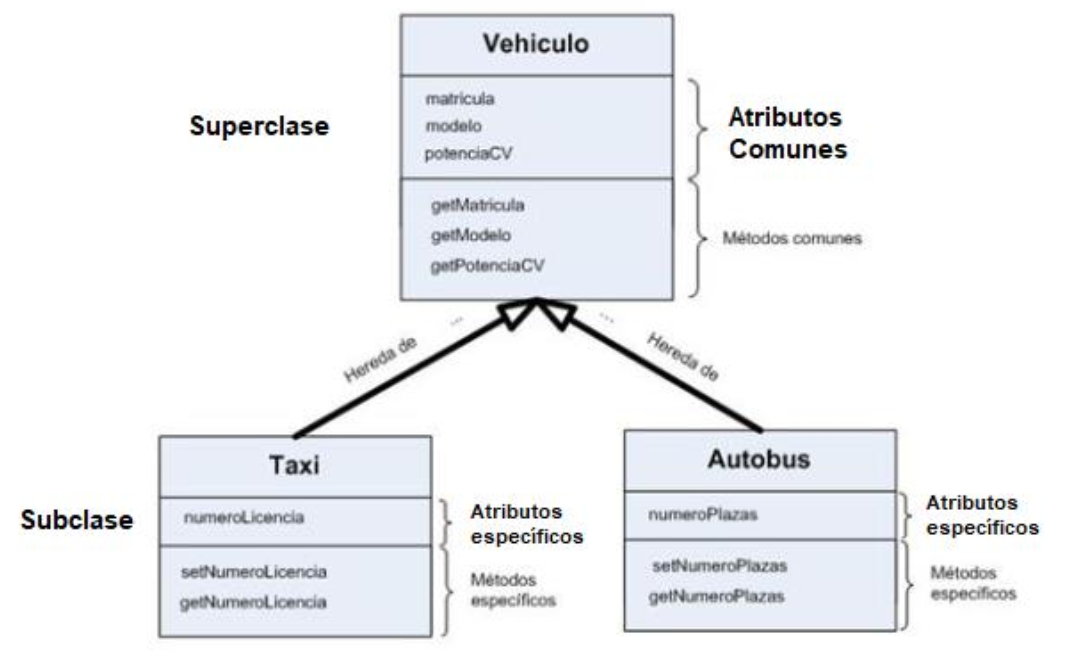 Vehiculo
matricula
modelo
potenciaCV
Superclase
Atributos
Comunes
getMatricula
getModelo
getPotenciaCV
Métodos comunes
...
...
Hereda de
Hereda de
Taxi
numeroLicencia
setNumeroLicencia
getNumeroLicencia
Subclase
Atributos
específicos
Métodos
específicos
Autobus
numeroPlazas
setNumeroPlazas
getNumeroPlazas
Atributos
específicos
Métodos
específicos